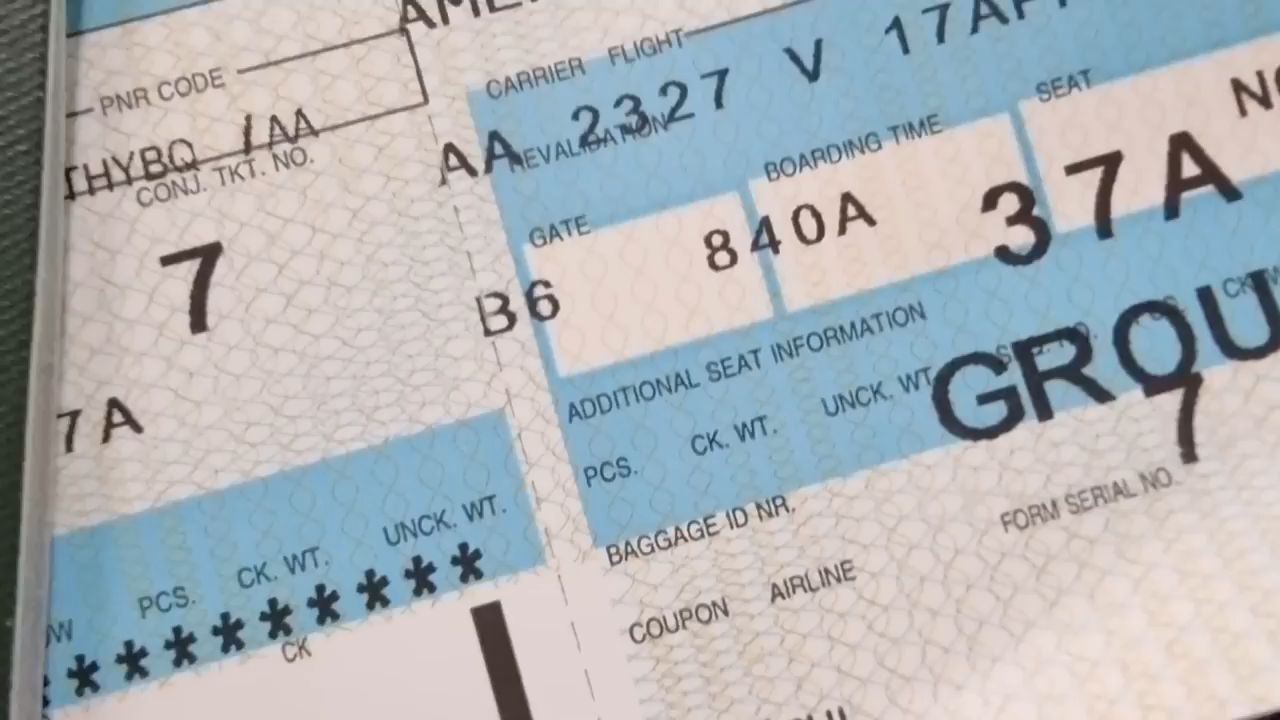 PNR CODE
THYBQ /AA
CONJ. TKT. NO.
7
7A
PCS. CK. WT. UNCK. WT.
********
CK
CARRIER FLIGHT
AA 2327 V 17AP
REVALIDATION
GATE BOARDING TIME SEAT
B6 840A 37A
ADDITIONAL SEAT INFORMATION
PCS. CK. WT. UNCK. WT.
GROU
7
BAGGAGE ID NR.
FORM SERIAL NO.
COUPON AIRLINE